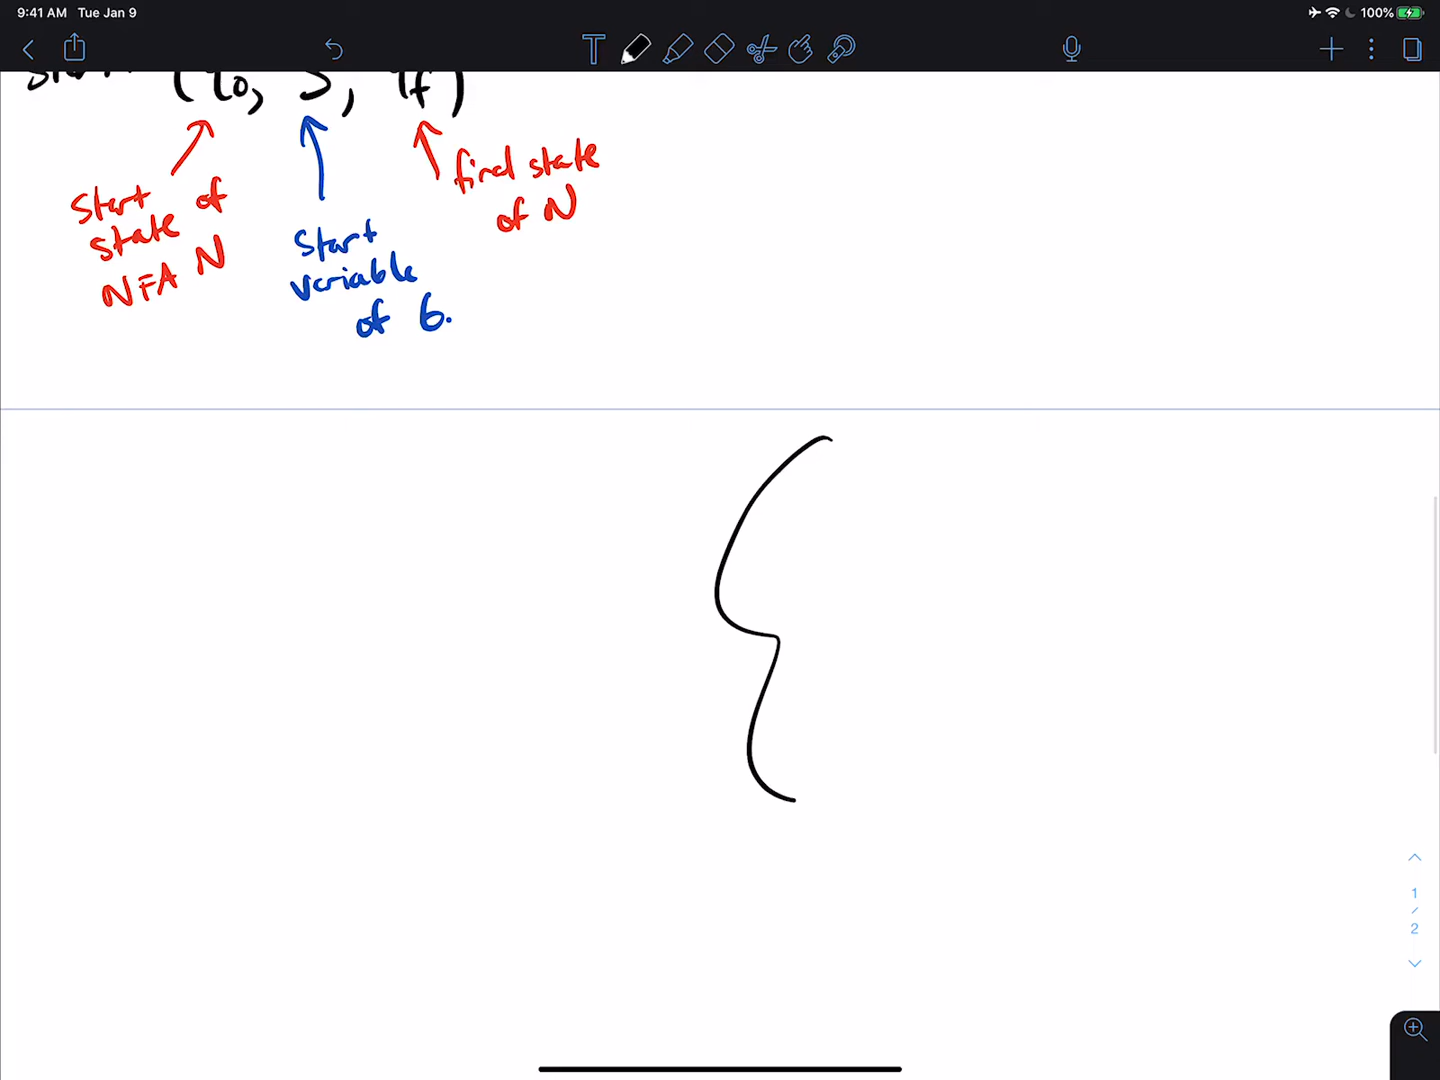 9:41 AM Tue Jan 9
100%
T
(q0, S, qf)
Start
state of
NFA N
Start
variable
of G.
final state
of N
1
/
2